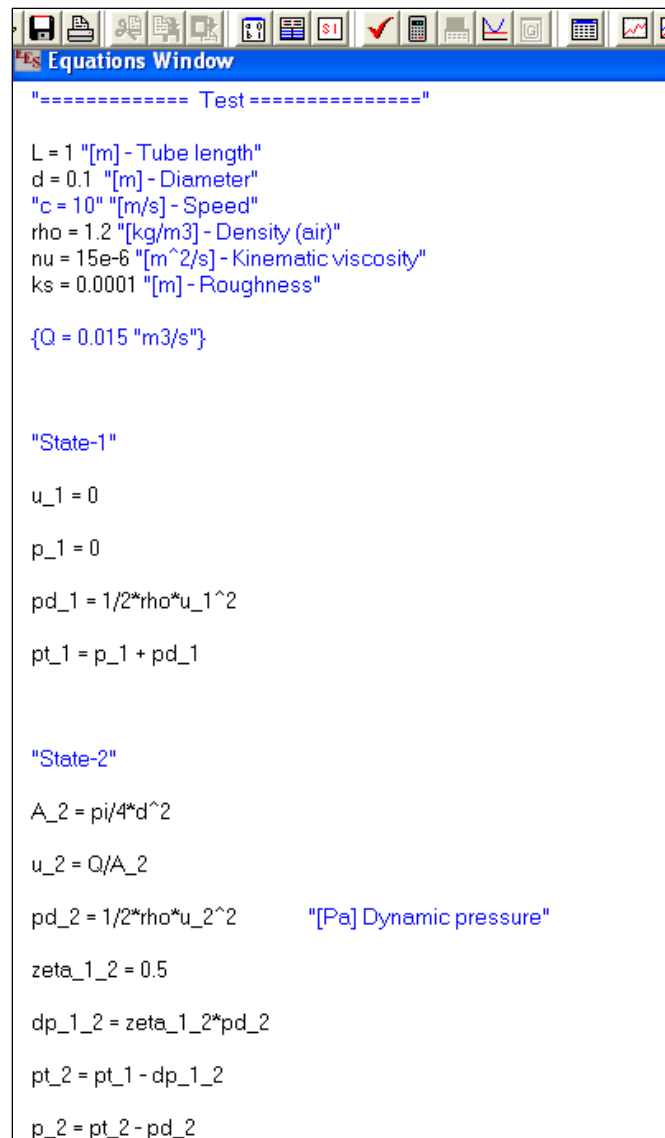 EES Equations Window
"============= Test ==============="
L = 1 "[m] - Tube length"
d = 0.1 "[m] - Diameter"
"c = 10" "[m/s] - Speed"
rho = 1.2 "[kg/m3] - Density (air)"
nu = 15e-6 "[m^2/s] - Kinematic viscosity"
ks = 0.0001 "[m] - Roughness"
{Q = 0.015 "m3/s"}
"State-1"
u_1 = 0
p_1 = 0
pd_1 = 1/2*rho*u_1^2
pt_1 = p_1 + pd_1
"State-2"
A_2 = pi/4*d^2
u_2 = Q/A_2
pd_2 = 1/2*rho*u_2^2 "[Pa] Dynamic pressure"
zeta_1_2 = 0.5
dp_1_2 = zeta_1_2*pd_2
pt_2 = pt_1 - dp_1_2
p_2 = pt_2 - pd_2